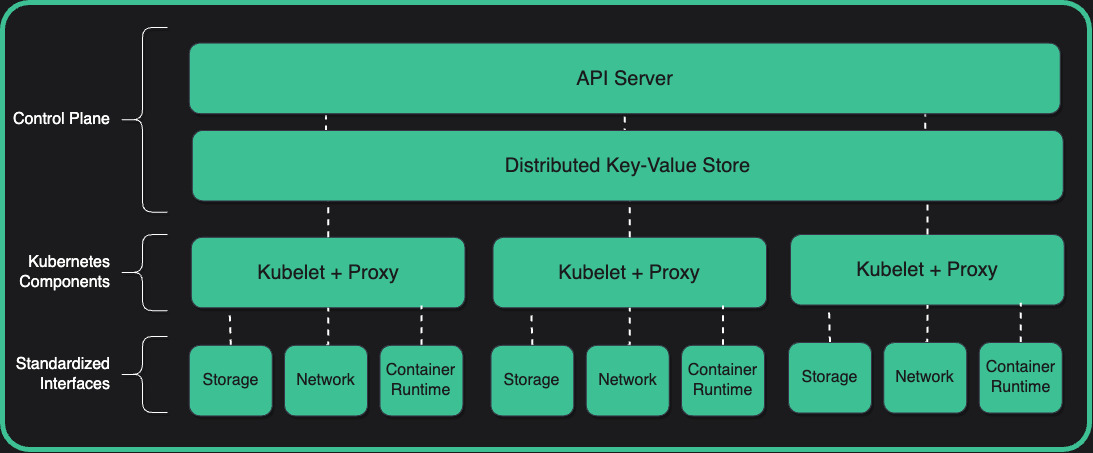 Control Plane
API Server
Distributed Key-Value Store
Kubernetes
Components
Kubelet + Proxy
Kubelet + Proxy
Kubelet + Proxy
Standardized
Interfaces
Storage
Network
Container
Runtime
Storage
Network
Container
Runtime
Storage
Network
Container
Runtime